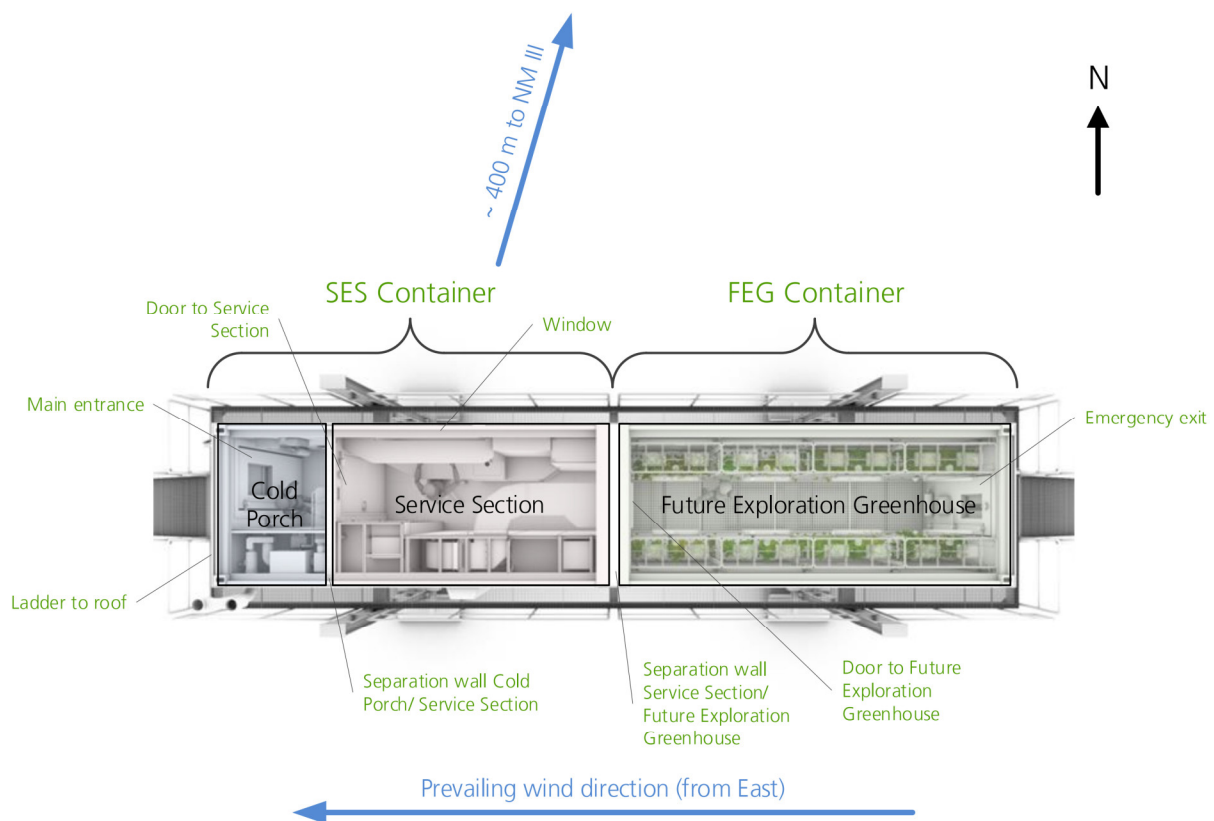 ~ 400 m to NM III
N
SES Container
FEG Container
Door to Service
Section
Window
Main entrance
Emergency exit
Cold
Porch
Service Section
Future Exploration Greenhouse
Ladder to roof
Separation wall Cold
Porch/ Service Section
Separation wall
Service Section/
Future Exploration
Greenhouse
Door to Future
Exploration
Greenhouse
Prevailing wind direction (from East)